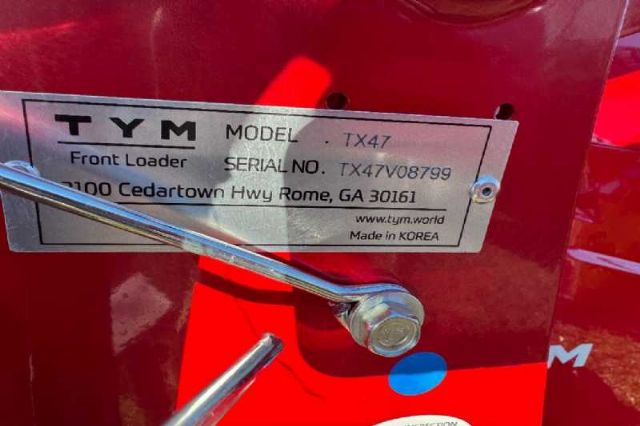 TYM MODEL . TX47
Front Loader SERIAL NO. TX47V08799
Cedartown Hwy Rome, GA 30161
www.tym.world
Made in KOREA
M